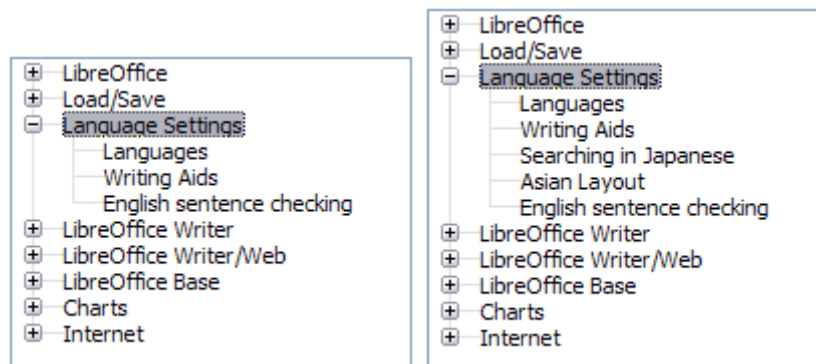 LibreOffice
Load/Save
Language Settings
Languages
Writing Aids
English sentence checking
LibreOffice Writer
LibreOffice Writer/Web
LibreOffice Base
Charts
Internet
LibreOffice
Load/Save
Language Settings
Languages
Writing Aids
Searching in Japanese
Asian Layout
English sentence checking
LibreOffice Writer
LibreOffice Writer/Web
LibreOffice Base
Charts
Internet